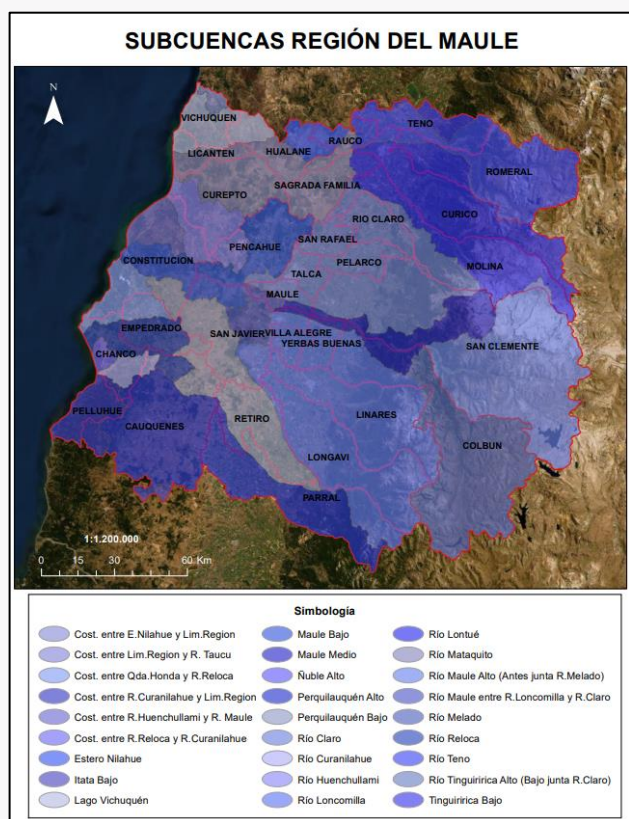 SUBCUENCAS REGIÓN DEL MAULE
N
VICHUQUEN
TENO
RAUCO
LICANTEN
HUALANE
ROMERAL
SAGRADA FAMILIA
CUREPTO
RIO CLARO
CURICO
SAN RAFAEL
PENCAHUE
CONSTITUCION
PELARCO
MOLINA
TALCA
MAULE
EMPEDRADO
SAN JAVIER
VILLA ALEGRE
YERBAS BUENAS
SAN CLEMENTE
CHANCO
PELLUHUE
CAUQUENES
RETIRO
LINARES
COLBUN
LONGAVI
PARRAL
1:1.200.000
0 15 30 60 Km
Simbología
Cost. entre E.Nilahue y Lim.Region
Cost. entre Lim.Region y R. Taucu
Cost. entre Qda.Honda y R.Reloca
Cost. entre R.Curanilahue y Lim.Region
Cost. entre R.Huenchullami y R. Maule
Cost. entre R.Reloca y R.Curanilahue
Estero Nilahue
Itata Bajo
Lago Vichuquén
Maule Bajo
Maule Medio
Ñuble Alto
Perquilauquén Alto
Perquilauquén Bajo
Río Claro
Río Curanilahue
Río Huenchullami
Río Loncomilla
Río Lontué
Río Mataquito
Río Maule Alto (Antes junta R.Melado)
Río Maule entre R.Loncomilla y R.Claro
Río Melado
Río Reloca
Río Teno
Río Tinguiririca Alto (Bajo junta R.Claro)
Tinguiririca Bajo